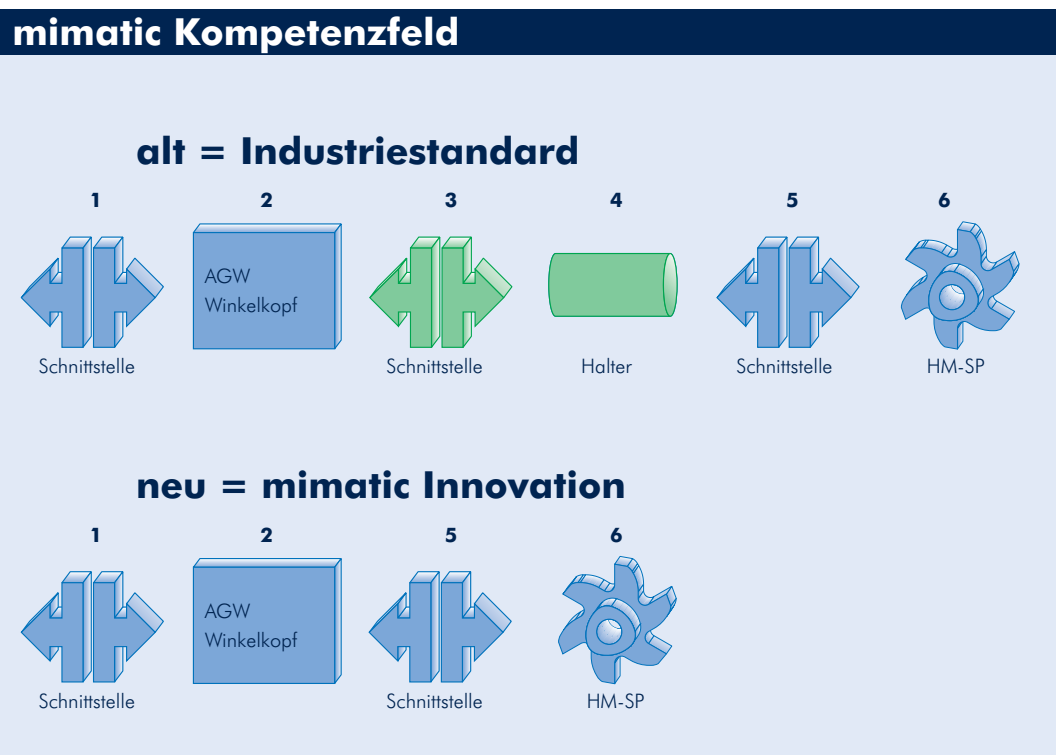 mimatic Kompetenzfeld
alt = Industriestandard
1 2 3 4 5 6
AGW
Winkelkopf
Schnittstelle Schnittstelle Halter Schnittstelle HM-SP
neu = mimatic Innovation
1 2 5 6
AGW
Winkelkopf
Schnittstelle Schnittstelle HM-SP